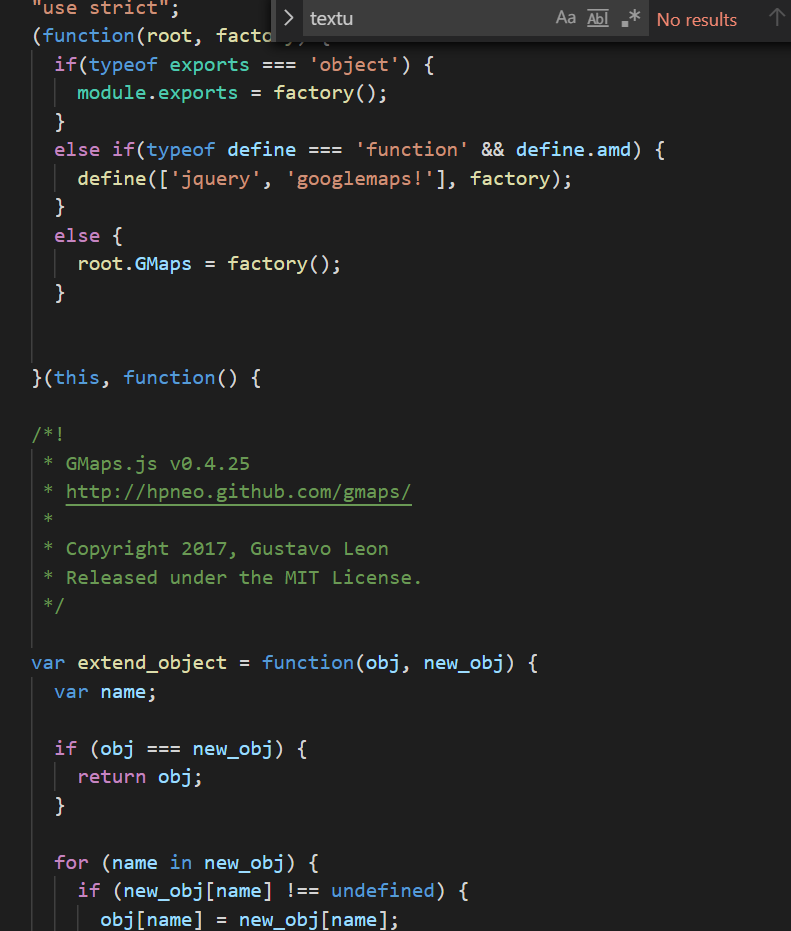 "use strict";
textu
Aa Abl .* No results
(function(root, factory) {
if(typeof exports === 'object') {
module.exports = factory();
}
else if(typeof define === 'function' && define.amd) {
define(['jquery', 'googlemaps!'], factory);
}
else {
root.GMaps = factory();
}
}(this, function() {
/*!
* GMaps.js v0.4.25
* http://hpneo.github.com/gmaps/
*
* Copyright 2017, Gustavo Leon
* Released under the MIT License.
*/
var extend_object = function(obj, new_obj) {
var name;
if (obj === new_obj) {
return obj;
}
for (name in new_obj) {
if (new_obj[name] !== undefined) {
obj[name] = new_obj[name];